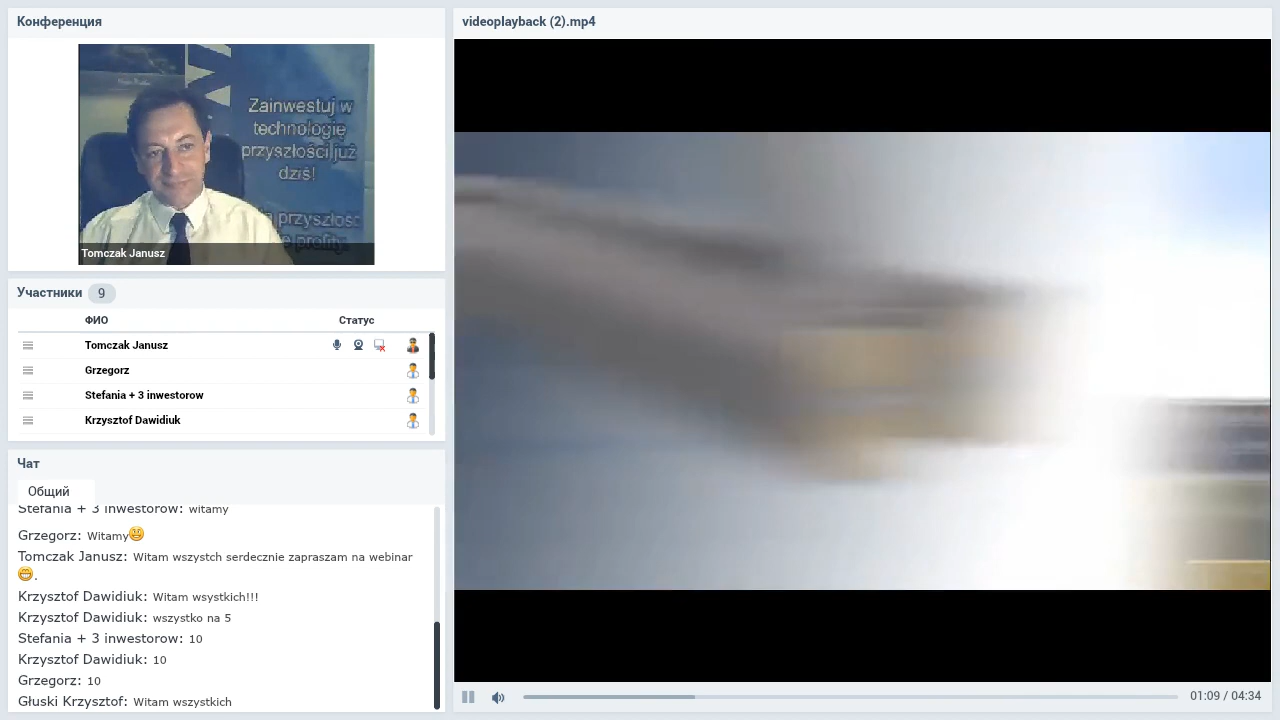 Конференция
Zainwestuj w
technologię
przyszłości już
dziś!
przyszłość
profity
Tomczak Janusz
Участники 9
ФИО Статус
Tomczak Janusz
Grzegorz
Stefania + 3 inwestorow
Krzysztof Dawidiuk
Чат
Общий
Stefania + 3 inwestorow: witamy
Grzegorz: Witamy
Tomczak Janusz: Witam wszystch serdecznie zapraszam na webinar
.
Krzysztof Dawidiuk: Witam wsystkich!!!
Krzysztof Dawidiuk: wszystko na 5
Stefania + 3 inwestorow: 10
Krzysztof Dawidiuk: 10
Grzegorz: 10
Głuski Krzysztof: Witam wszystkich
videoplayback (2).mp4
01:09 / 04:34